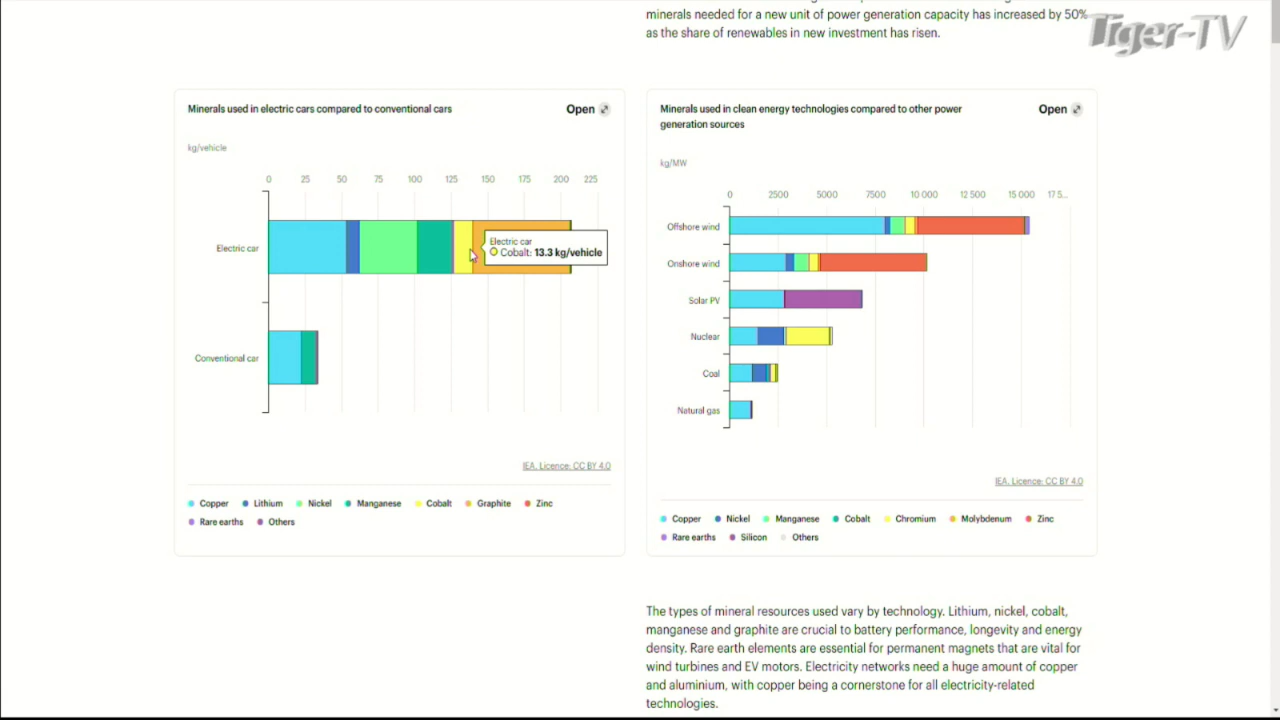 minerals needed for a new unit of power generation capacity has increased by 50%
as the share of renewables in new investment has risen.
Tiger-TV
Minerals used in electric cars compared to conventional cars
Open
kg/vehicle
0 25 50 75 100 125 150 175 200 225
Electric car
Electric car
Cobalt: 13.3 kg/vehicle
Conventional car
IEA. Licence: CC BY 4.0
Copper Lithium Nickel Manganese Cobalt Graphite Zinc
Rare earths Others
Minerals used in clean energy technologies compared to other power
generation sources
Open
kg/MW
0 2500 5000 7500 10 000 12 500 15 000 17 5...
Offshore wind
Onshore wind
Solar PV
Nuclear
Coal
Natural gas
IEA. Licence: CC BY 4.0
Copper Nickel Manganese Cobalt Chromium Molybdenum Zinc
Rare earths Silicon Others
The types of mineral resources used vary by technology. Lithium, nickel, cobalt,
manganese and graphite are crucial to battery performance, longevity and energy
density. Rare earth elements are essential for permanent magnets that are vital for
wind turbines and EV motors. Electricity networks need a huge amount of copper
and aluminium, with copper being a cornerstone for all electricity-related
technologies.